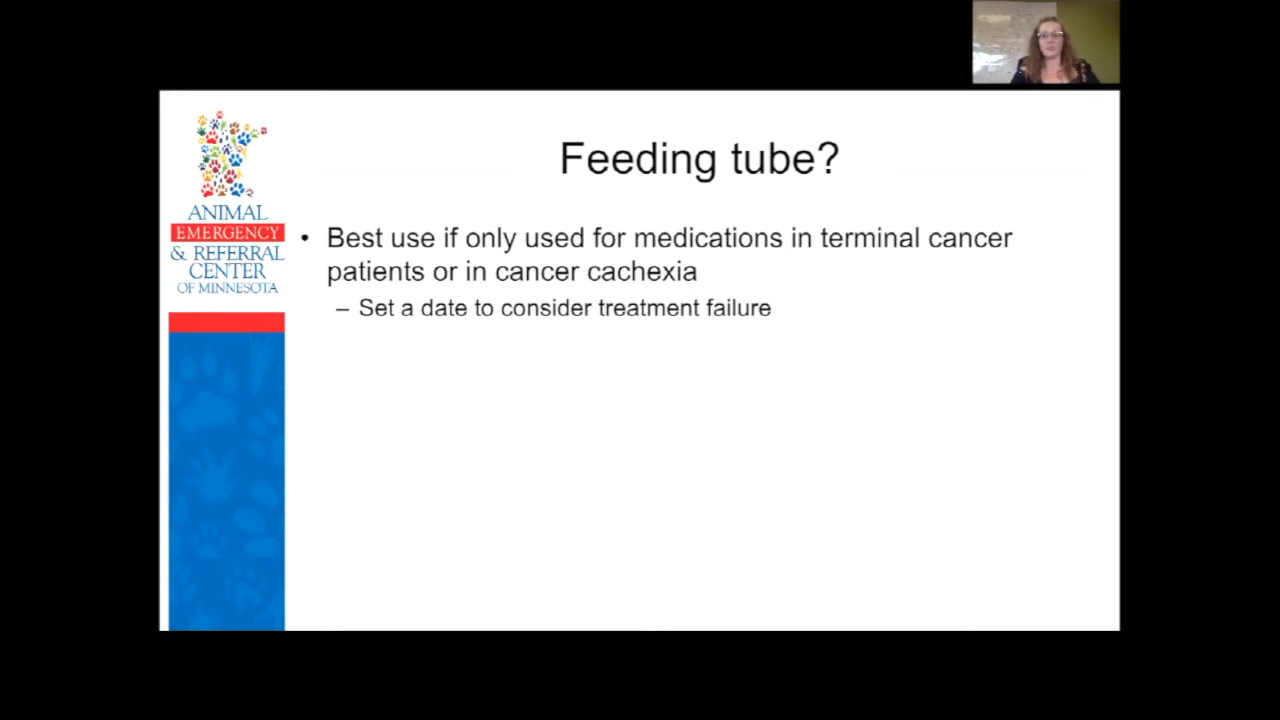 Feeding tube?
ANIMAL
EMERGENCY
& REFERRAL
CENTER
OF MINNESOTA
• Best use if only used for medications in terminal cancer
patients or in cancer cachexia
– Set a date to consider treatment failure